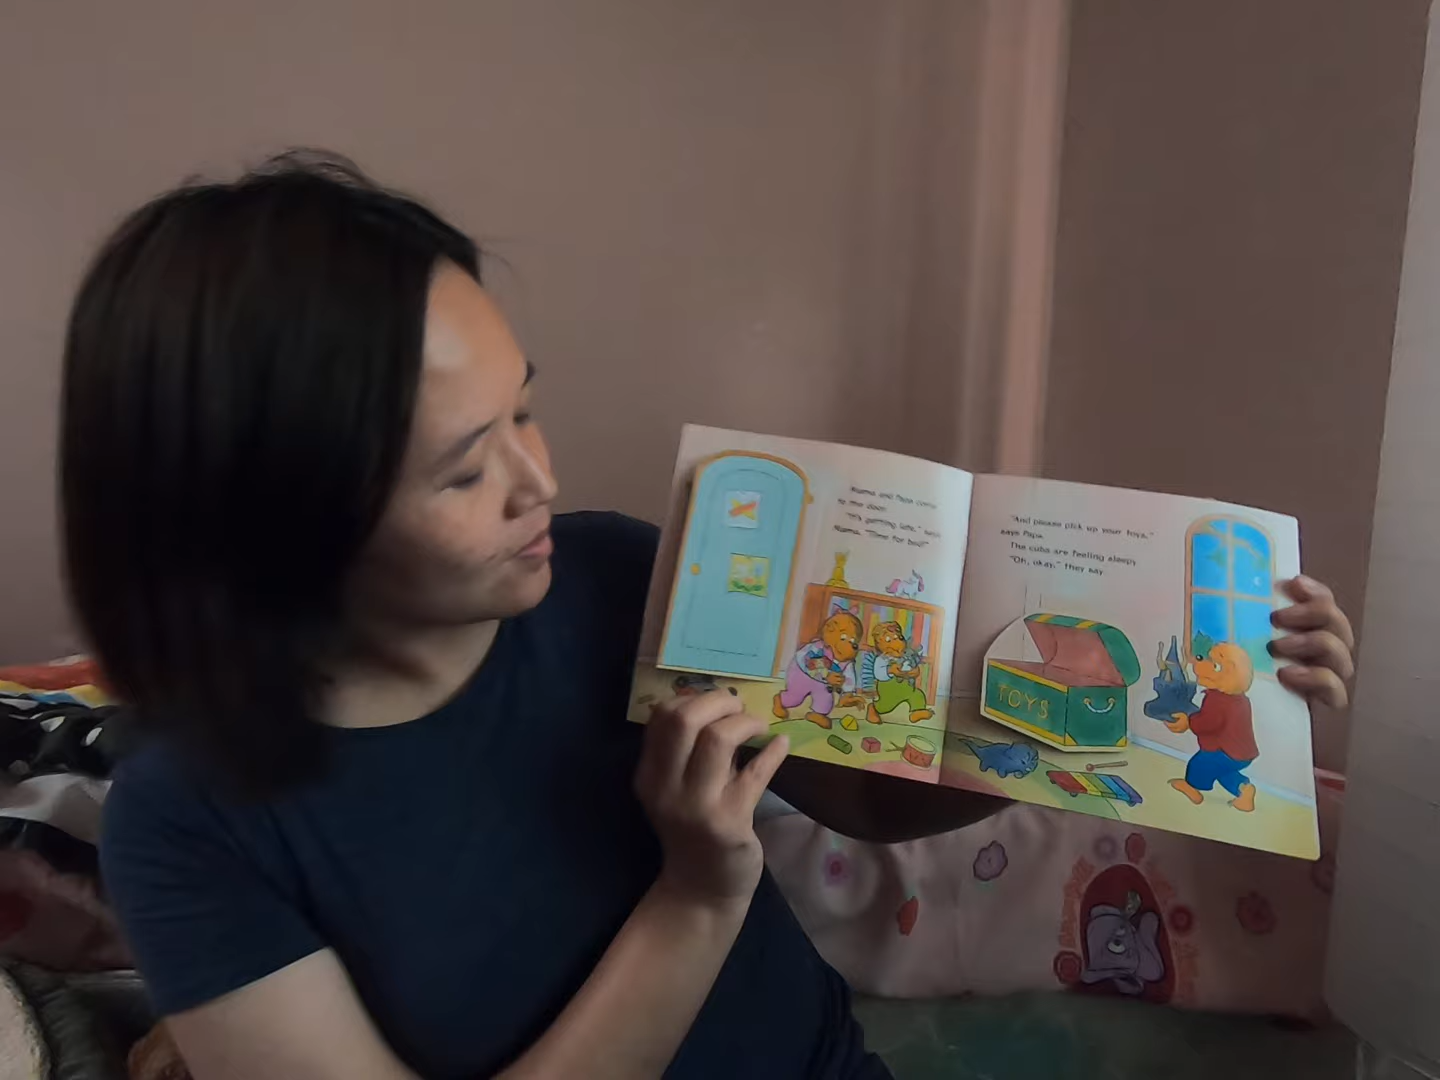 Mama and Papa come
to the door.
"It's getting late," says
Mama. "Time for bed!"
"And please pick up your toys,"
says Papa.
The cubs are feeling sleepy.
"Oh, okay," they say.
TOYS